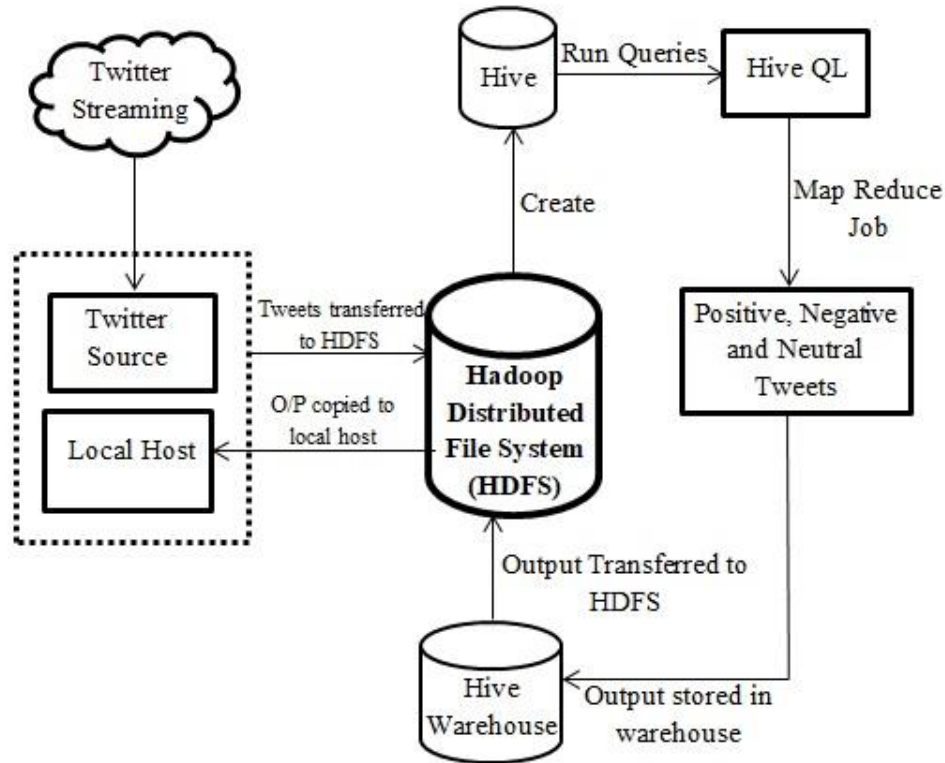 Twitter
Streaming
Hive
Run Queries
Hive QL
Create
Map Reduce
Job
Twitter
Source
Tweets transferred
to HDFS
Hadoop
Distributed
File System
(HDFS)
Positive, Negative
and Neutral
Tweets
O/P copied to
local host
Local Host
Output Transferred to
HDFS
Hive
Warehouse
Output stored in
warehouse